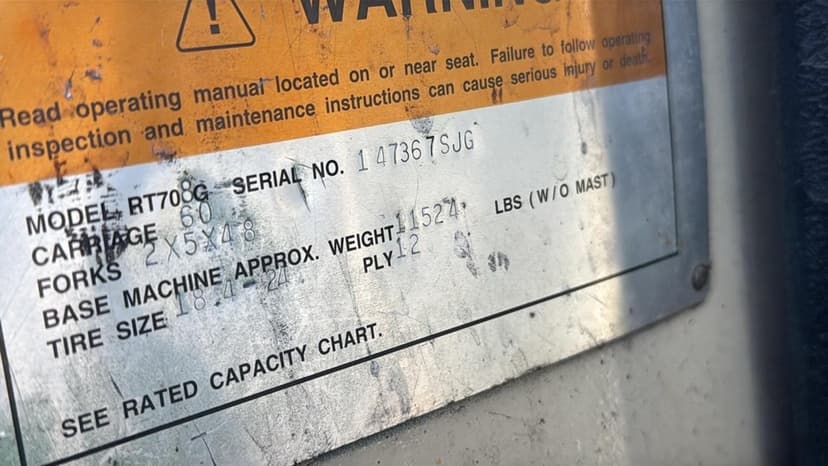 WARNING
Read operating manual located on or near seat. Failure to follow operating
inspection and maintenance instructions can cause serious injury or death.
MODEL RT708G SERIAL NO. 147367SJG
CARRIAGE 60
FORKS 2X5X48
BASE MACHINE APPROX. WEIGHT 11524 LBS (W/O MAST)
TIRE SIZE 18.4-24 PLY 12
SEE RATED CAPACITY CHART.